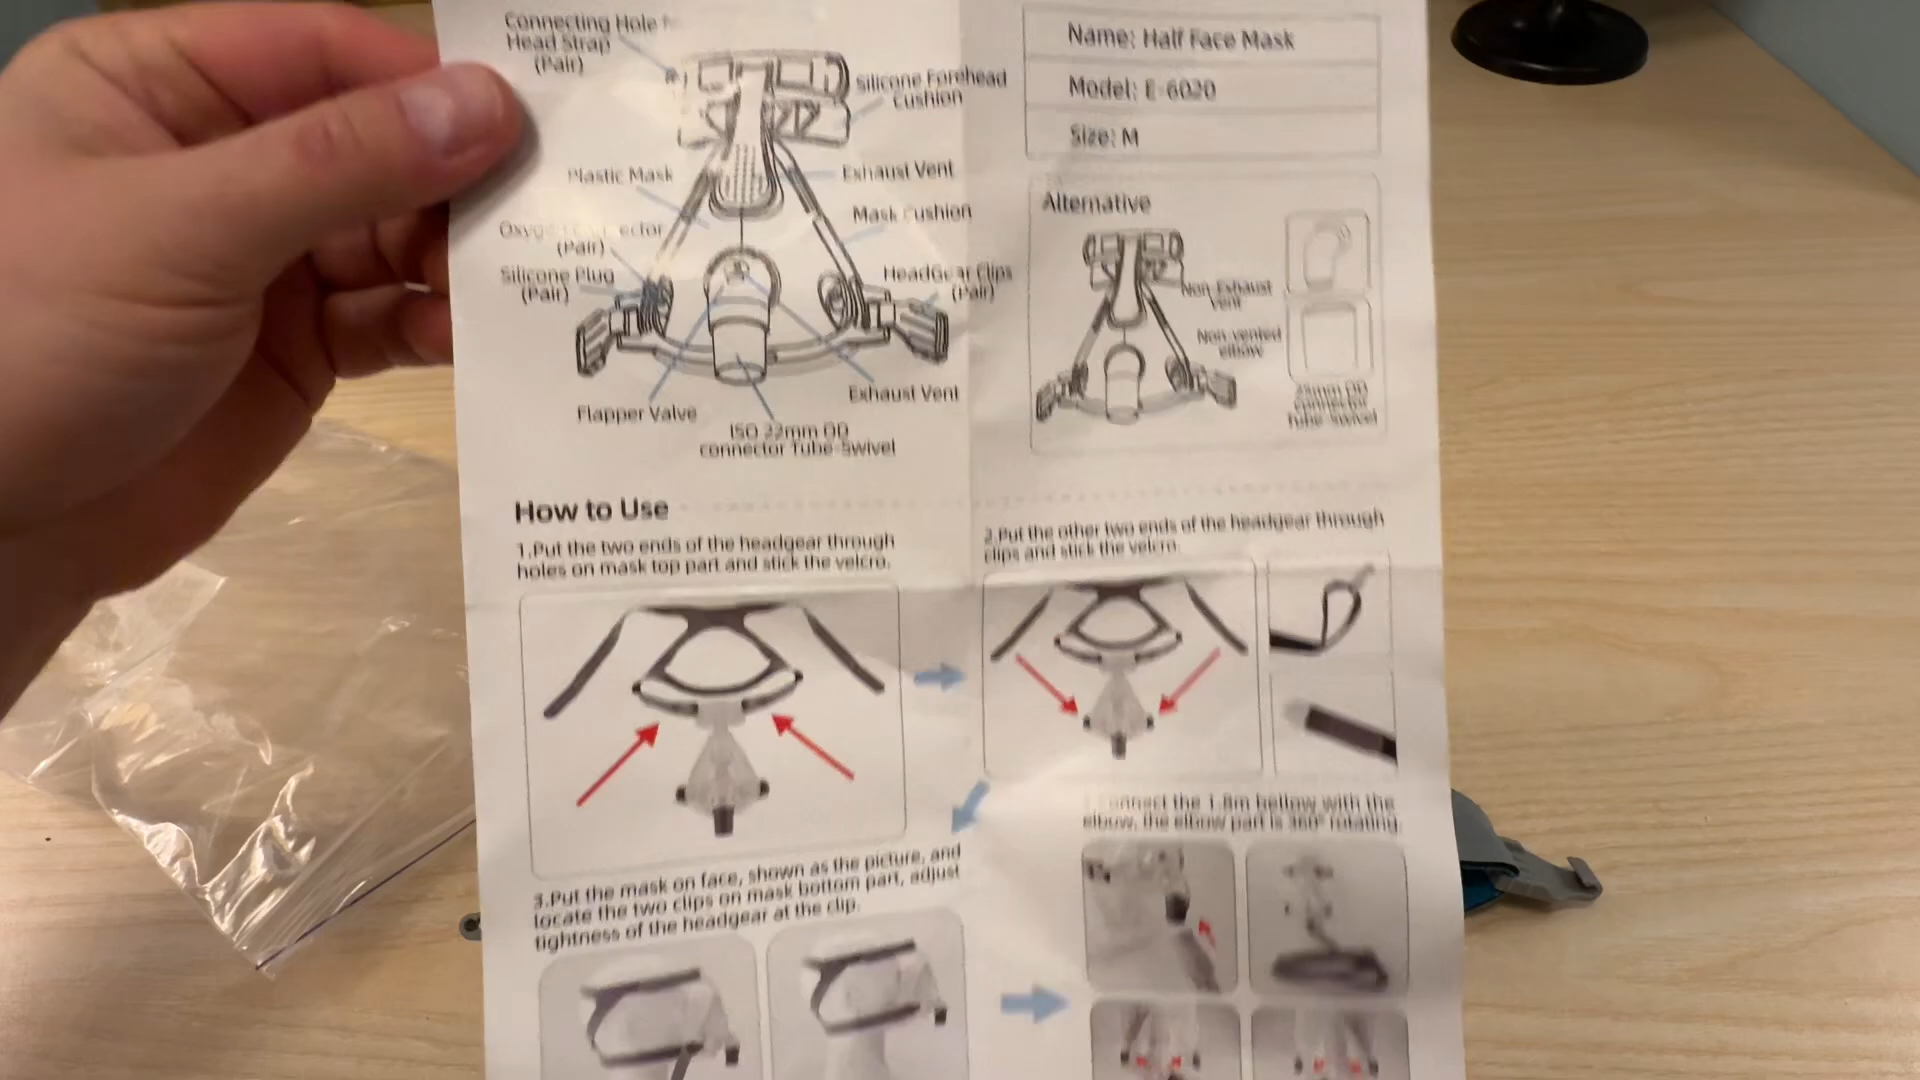 Connecting Hole f
Head Strap
(Pair)
Silicone Forehead
Cushion
Plastic Mask
Exhaust Vent
Mask Cushion
(Pair)
Silicone Plug
(Pair)
HeadGear Clips
(Pair)
Flapper Valve
Exhaust Vent
ISO 22mm OD
connector Tube-Swivel
Name: Half Face Mask
Model: E-6020
Size: M
Alternative
Non-Exhaust
Vent
Non-vented
elbow
OD
connector
Tube-Swivel
How to Use
1.Put the two ends of the headgear through
holes on mask top part and stick the velcro.
2.Put the other two ends of the headgear through
clips and stick the velcro.
3.Put the mask on face, shown as the picture, and
locate the two clips on mask bottom part, adjust
tightness of the headgear at the clip.
the 1.8m bellow with the
elbow, the elbow part is 360° rotating.